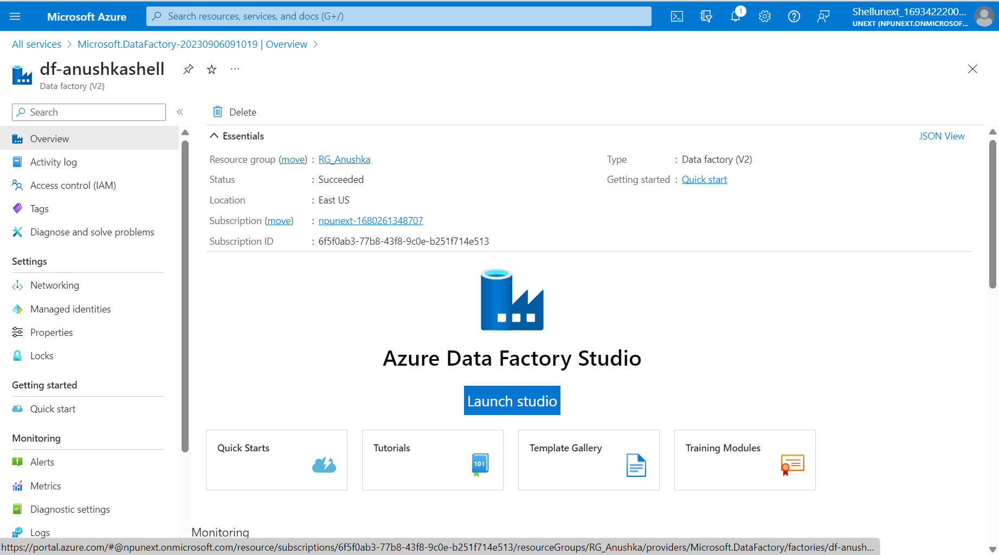 Microsoft Azure
Search resources, services, and docs (G+/)
1
Shellunext_1693422200...
UNEXT (NPUNEXT.ONMICROSOF...
All services > Microsoft.DataFactory-20230906091019 | Overview >
df-anushkashell
...
Data factory (V2)
Search
«
Delete
Overview
Activity log
Access control (IAM)
Tags
Diagnose and solve problems
Settings
Networking
Managed identities
Properties
Locks
Getting started
Quick start
Monitoring
Alerts
Metrics
Diagnostic settings
Logs
Essentials
JSON View
Resource group (move) : RG_Anushka
Status : Succeeded
Location : East US
Subscription (move) : npunext-1680261348707
Subscription ID : 6f5f0ab3-77b8-43f8-9c0e-b251f714e513
Type : Data factory (V2)
Getting started : Quick start
Azure Data Factory Studio
Launch studio
Quick Starts
Tutorials
101
Template Gallery
Training Modules
Monitoring
https://portal.azure.com/#@npunext.onmicrosoft.com/resource/subscriptions/6f5f0ab3-77b8-43f8-9c0e-b251f714e513/resourceGroups/RG_Anushka/providers/Microsoft.DataFactory/factories/df-anush...